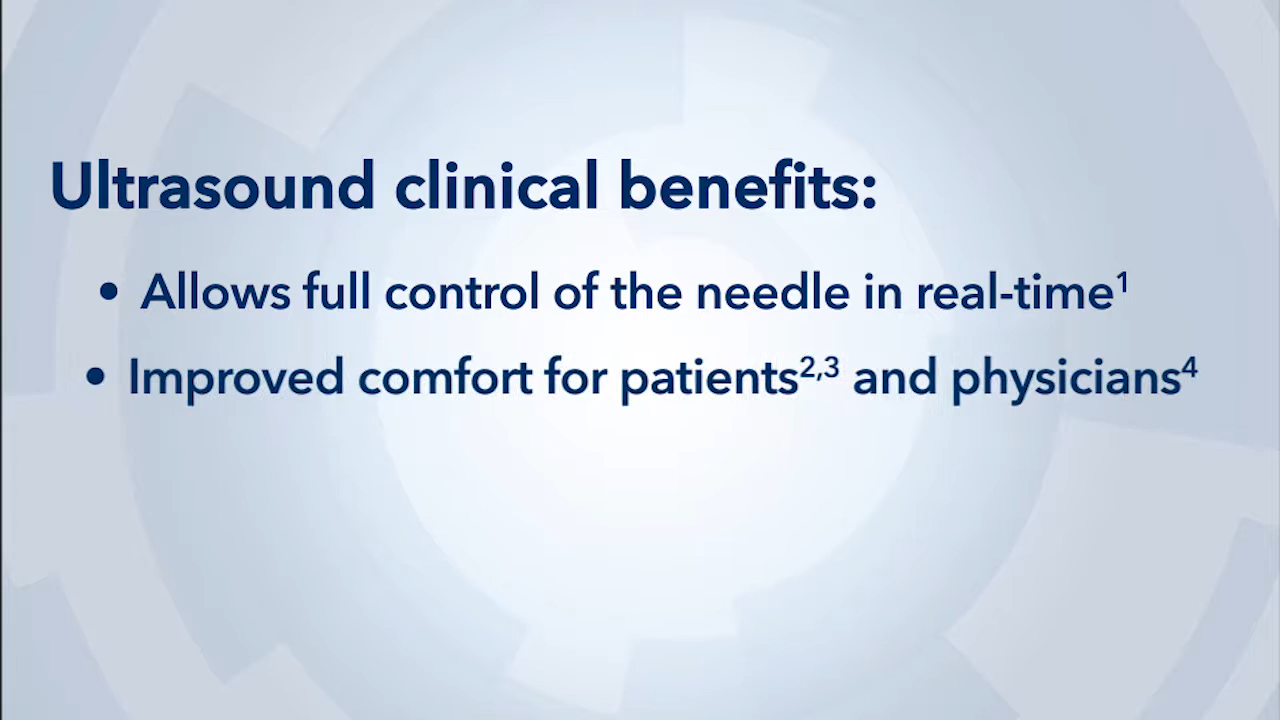 Ultrasound clinical benefits:
• Allows full control of the needle in real-time¹
• Improved comfort for patients²,³ and physicians⁴